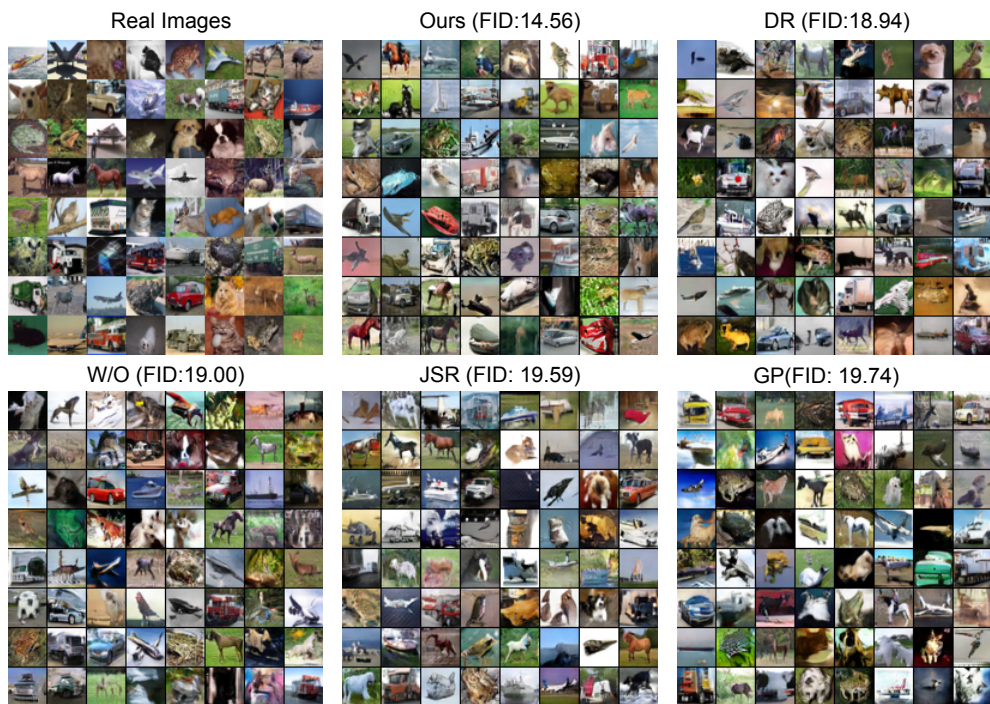 Real Images
Ours (FID:14.56)
DR (FID:18.94)
W/O (FID:19.00)
JSR (FID: 19.59)
GP(FID: 19.74)